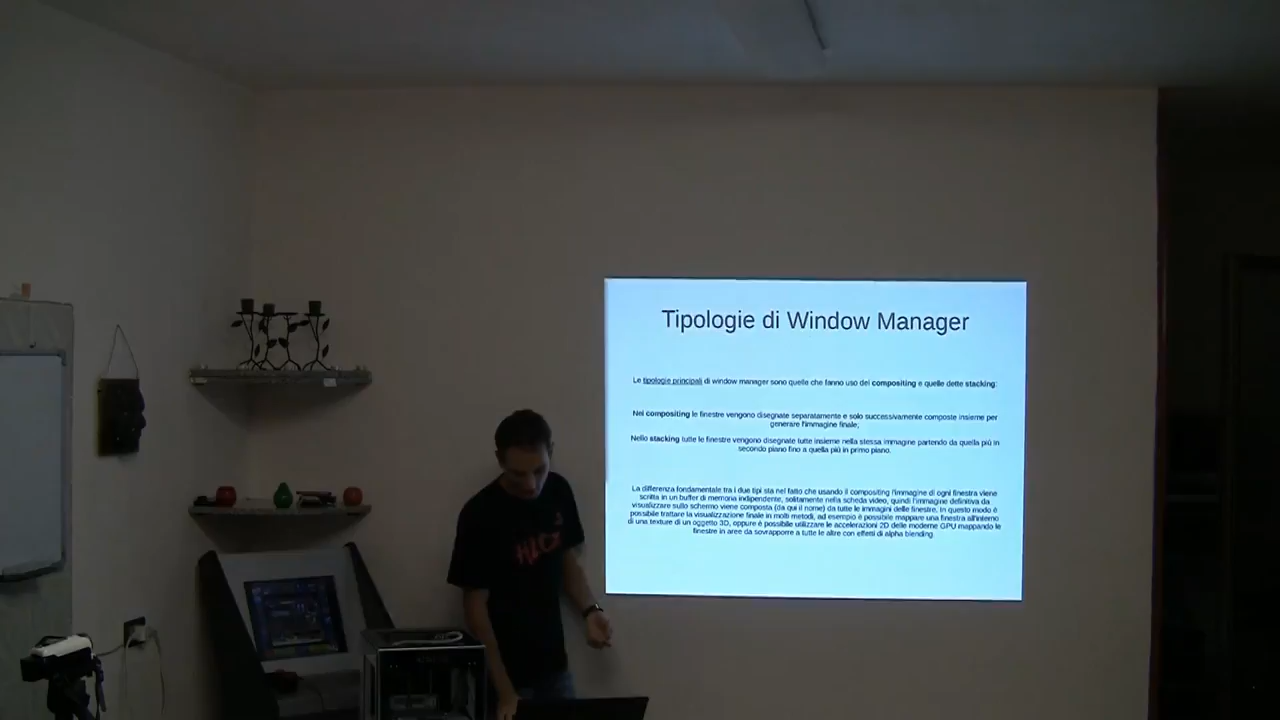 Tipologie di Window Manager
Le tipologie principali di window manager sono quelle che fanno uso del compositing e quelle dette stacking:
Nel compositing le finestre vengono disegnate separatamente e solo successivamente composte insieme per
generare l'immagine finale;
Nello stacking tutte le finestre vengono disegnate tutte insieme nella stessa immagine partendo da quella più in
secondo piano fino a quella più in primo piano.
La differenza fondamentale tra i due tipi sta nel fatto che usando il compositing l'immagine di ogni finestra viene
scritta in un buffer di memoria indipendente, solitamente nella scheda video, quindi l'immagine definitiva da
visualizzare sullo schermo viene composta (da qui il nome) da tutte le immagini delle finestre. In questo modo è
possibile trattare la visualizzazione finale in molti metodi, ad esempio è possibile mappare una finestra all'interno
di una texture di un oggetto 3D, oppure è possibile utilizzare le accelerazioni 2D delle moderne GPU mappando le
finestre in aree da sovrapporre a tutte le altre con effetti di alpha blending.